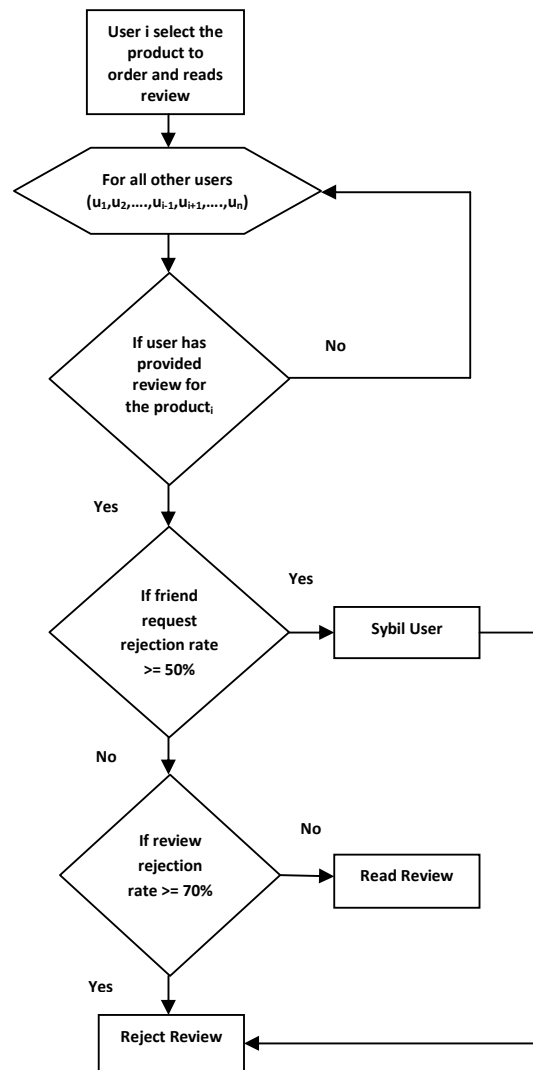 User i select the
product to
order and reads
review
For all other users
(u₁,u₂,....,uᵢ₋₁,uᵢ₊₁,....,uₙ)
If user has
provided
review for
the productᵢ
No
Yes
If friend
request
rejection rate
>= 50%
Yes
Sybil User
No
If review
rejection
rate >= 70%
No
Read Review
Yes
Reject Review